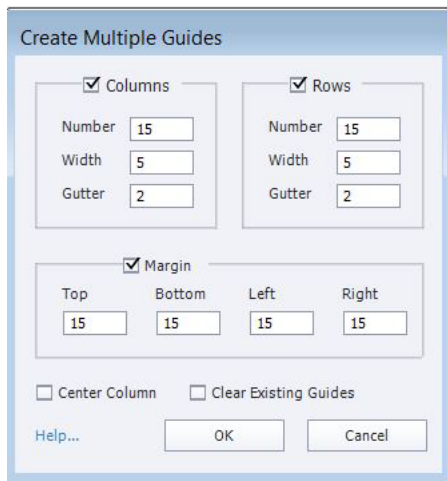 Create Multiple Guides
Columns
Number 15
Width 5
Gutter 2
Rows
Number 15
Width 5
Gutter 2
Margin
Top Bottom Left Right
15 15 15 15
Center Column Clear Existing Guides
Help... OK Cancel